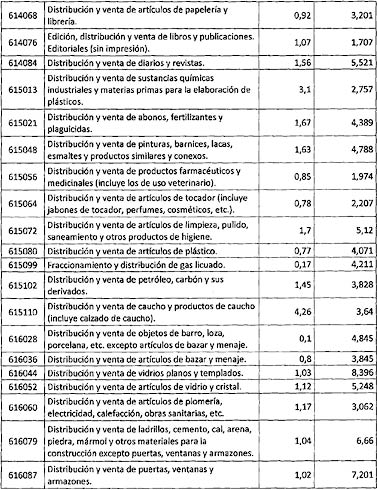 614068 Distribución y venta de artículos de papelería y 0,92 3,201
librería.
614076 Edición, distribución y venta de libros y publicaciones. 1,07 1,707
Editoriales (sin impresión).
614084 Distribución y venta de diarios y revistas. 1,56 5,521
615013 Distribución y venta de sustancias químicas 3,1 2,757
industriales y materias primas para la elaboración de
plásticos.
615021 Distribución y venta de abonos, fertilizantes y 1,67 4,389
plaguicidas.
615048 Distribución y venta de pinturas, barnices, lacas, 1,63 4,788
esmaltes y productos similares y conexos.
615056 Distribución y venta de productos farmacéuticos y 0,85 1,974
medicinales (incluye los de uso veterinario).
615064 Distribución y venta de artículos de tocador (incluye 0,78 2,207
jabones de tocador, perfumes, cosméticos, etc.).
615072 Distribución y venta de artículos de limpieza, pulido, 1,7 5,12
saneamiento y otros productos de higiene.
615080 Distribución y venta de artículos de plástico. 0,77 4,071
615099 Fraccionamiento y distribución de gas licuado. 0,17 4,211
615102 Distribución y venta de petróleo, carbón y sus 1,45 3,828
derivados.
615110 Distribución y venta de caucho y productos de caucho 4,26 3,64
(incluye calzado de caucho).
616028 Distribución y venta de objetos de barro, loza, 0,1 4,845
porcelana, etc. excepto artículos de bazar y menaje.
616036 Distribución y venta de artículos de bazar y menaje. 0,8 3,845
616044 Distribución y venta de vidrios planos y templados. 1,03 8,396
616052 Distribución y venta de artículos de vidrio y cristal. 1,12 5,248
616060 Distribución y venta de artículos de plomería, 1,17 3,062
electricidad, calefacción, obras sanitarias, etc.
616079 Distribución y venta de ladrillos, cemento, cal, arena, 1,04 6,66
piedra, mármol y otros materiales para la
construcción excepto puertas, ventanas y armazones.
616087 Distribución y venta de puertas, ventanas y 1,02 7,201
armazones.